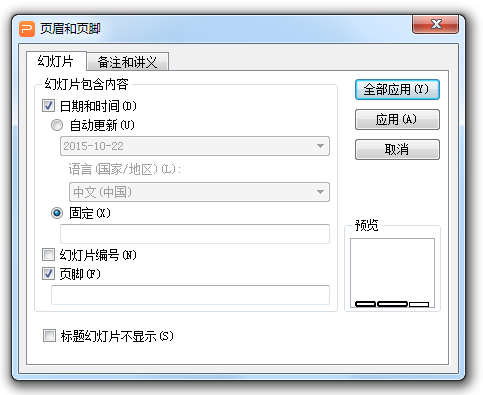 页眉和页脚
幻灯片 备注和讲义
幻灯片包含内容
日期和时间(D)
自动更新(U)
2015-10-22
语言(国家/地区)(L):
中文(中国)
固定(X)
幻灯片编号(N)
页脚(F)
标题幻灯片不显示(S)
全部应用(Y)
应用(A)
取消
预览